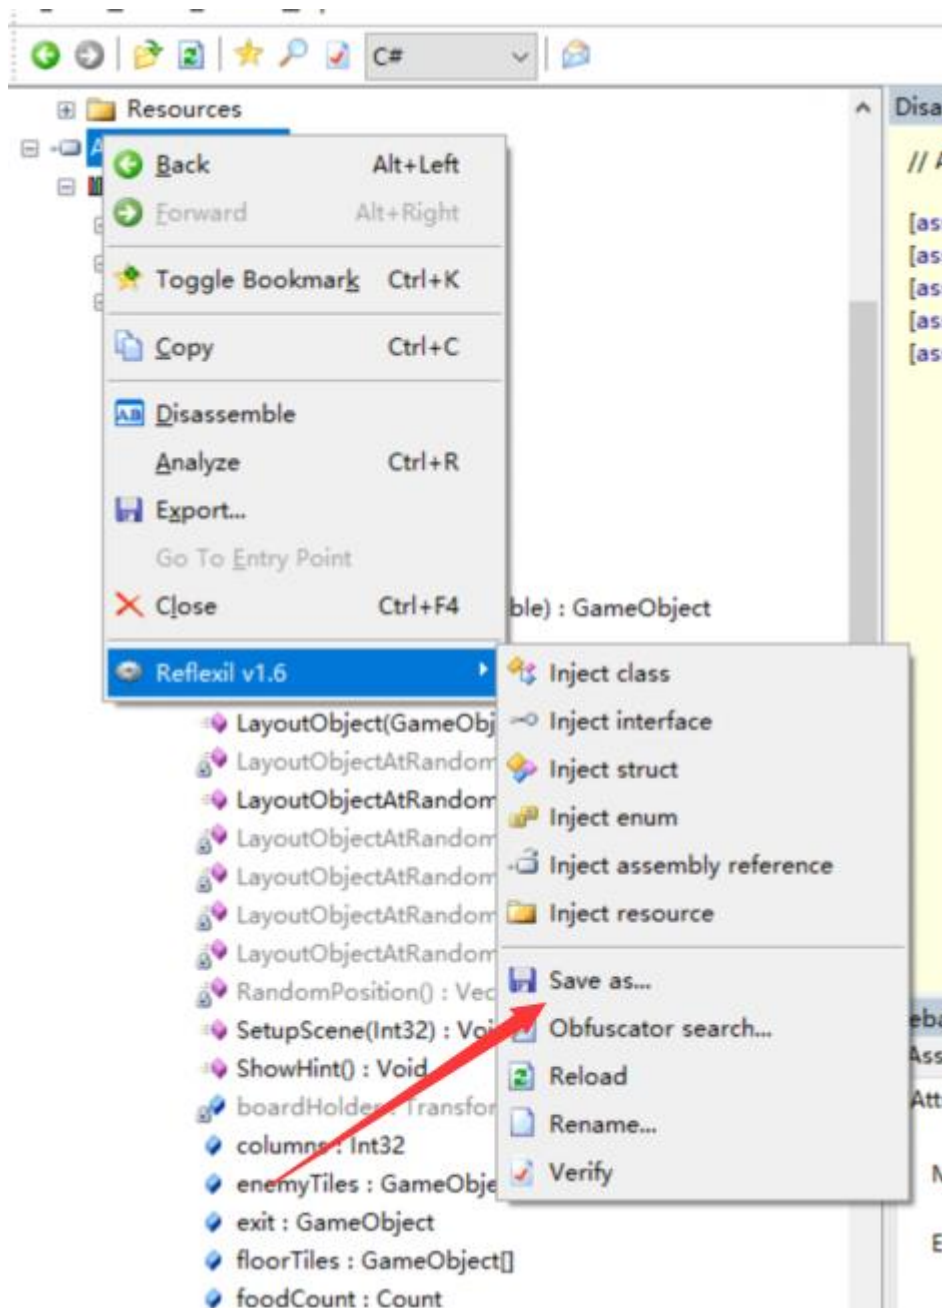 C#
Resources
Disa
A
// A
Back Alt+Left
Forward Alt+Right
[as
[as
[as
[as
[as
Toggle Bookmark Ctrl+K
Copy Ctrl+C
Disassemble
Analyze Ctrl+R
Export...
Go To Entry Point
Close Ctrl+F4
ble) : GameObject
Reflexil v1.6
Inject class
LayoutObject(GameObj
Inject interface
LayoutObjectAtRandom
Inject struct
LayoutObjectAtRandom
Inject enum
LayoutObjectAtRandom
Inject assembly reference
LayoutObjectAtRandom
LayoutObjectAtRandom
Inject resource
LayoutObjectAtRandom
Save as...
RandomPosition() : Vec
Obfuscator search...
eba
SetupScene(Int32) : Voi
Ass
ShowHint() : Void
Reload
Att
boardHolder : Transfor
Rename...
columns : Int32
Verify
enemyTiles : GameObje
exit : GameObject
E
floorTiles : GameObject[]
foodCount : Count